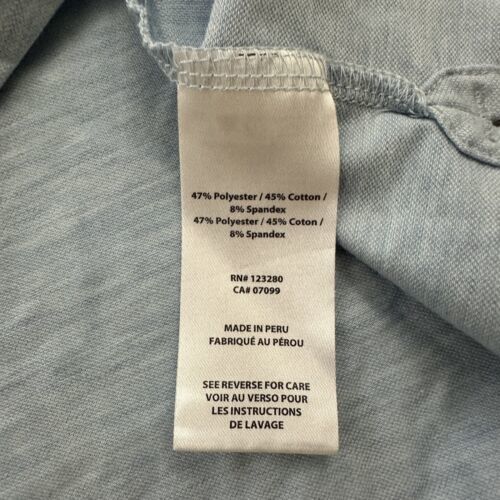 47% Polyester / 45% Cotton /
8% Spandex
47% Polyester / 45% Coton /
8% Spandex
RN# 123280
CA# 07099
MADE IN PERU
FABRIQUÉ AU PÉROU
SEE REVERSE FOR CARE
VOIR AU VERSO POUR
LES INSTRUCTIONS
DE LAVAGE